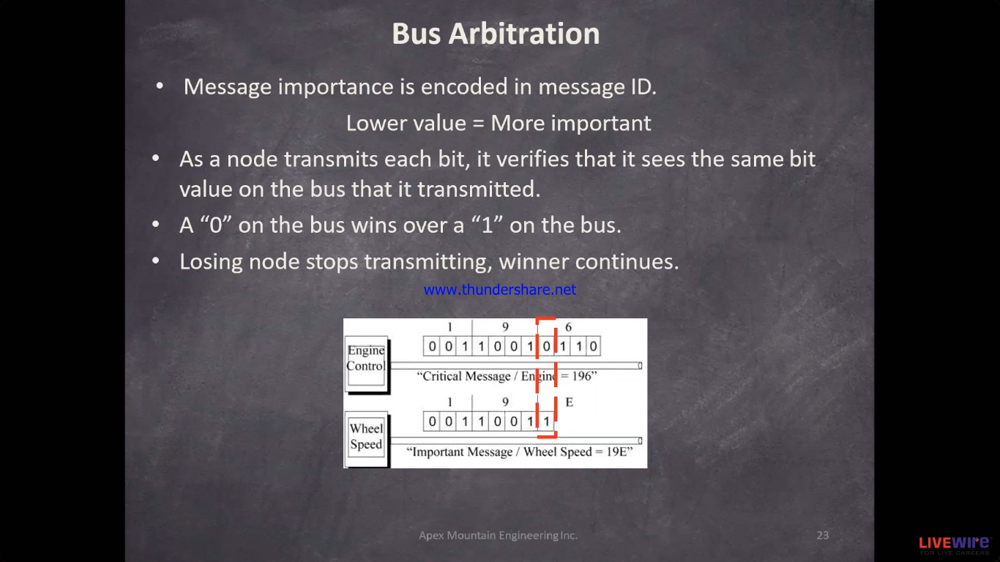 Bus Arbitration
• Message importance is encoded in message ID.
Lower value = More important
• As a node transmits each bit, it verifies that it sees the same bit
value on the bus that it transmitted.
• A “0” on the bus wins over a “1” on the bus.
• Losing node stops transmitting, winner continues.
www.thundershare.net
1 9 6
Engine
Control
0 0 1 1 0 0 1 0 1 1 0
“Critical Message / Engine = 196”
1 9 E
Wheel
Speed
0 0 1 1 0 0 1 1
“Important Message / Wheel Speed = 19E”
Apex Mountain Engineering Inc.
23
LIVEWIRE
FOR LIVE CAREERS